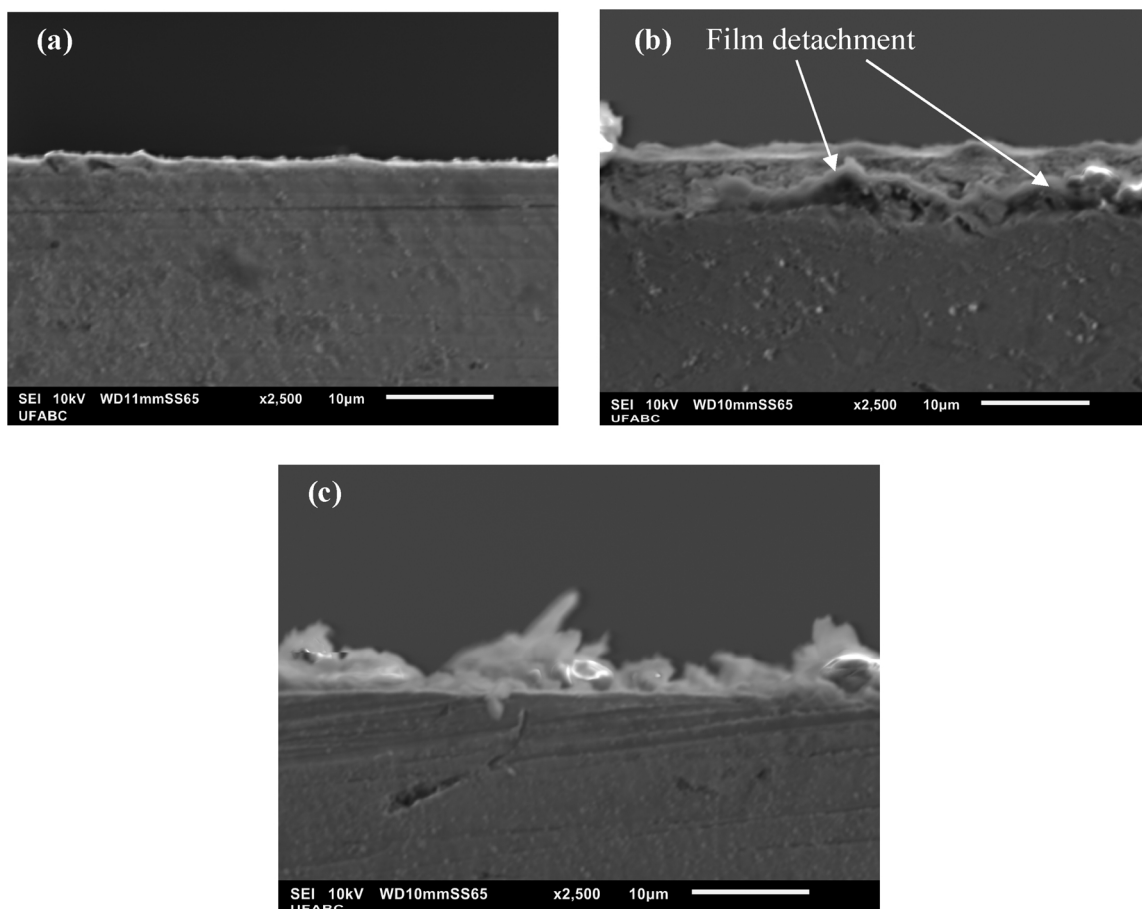 (a)
SEI 10kV WD11mmSS65 x2,500 10µm
UFABC
(b) Film detachment
SEI 10kV WD10mmSS65 x2,500 10µm
UFABC
(c)
SEI 10kV WD10mmSS65 x2,500 10µm
UFABC